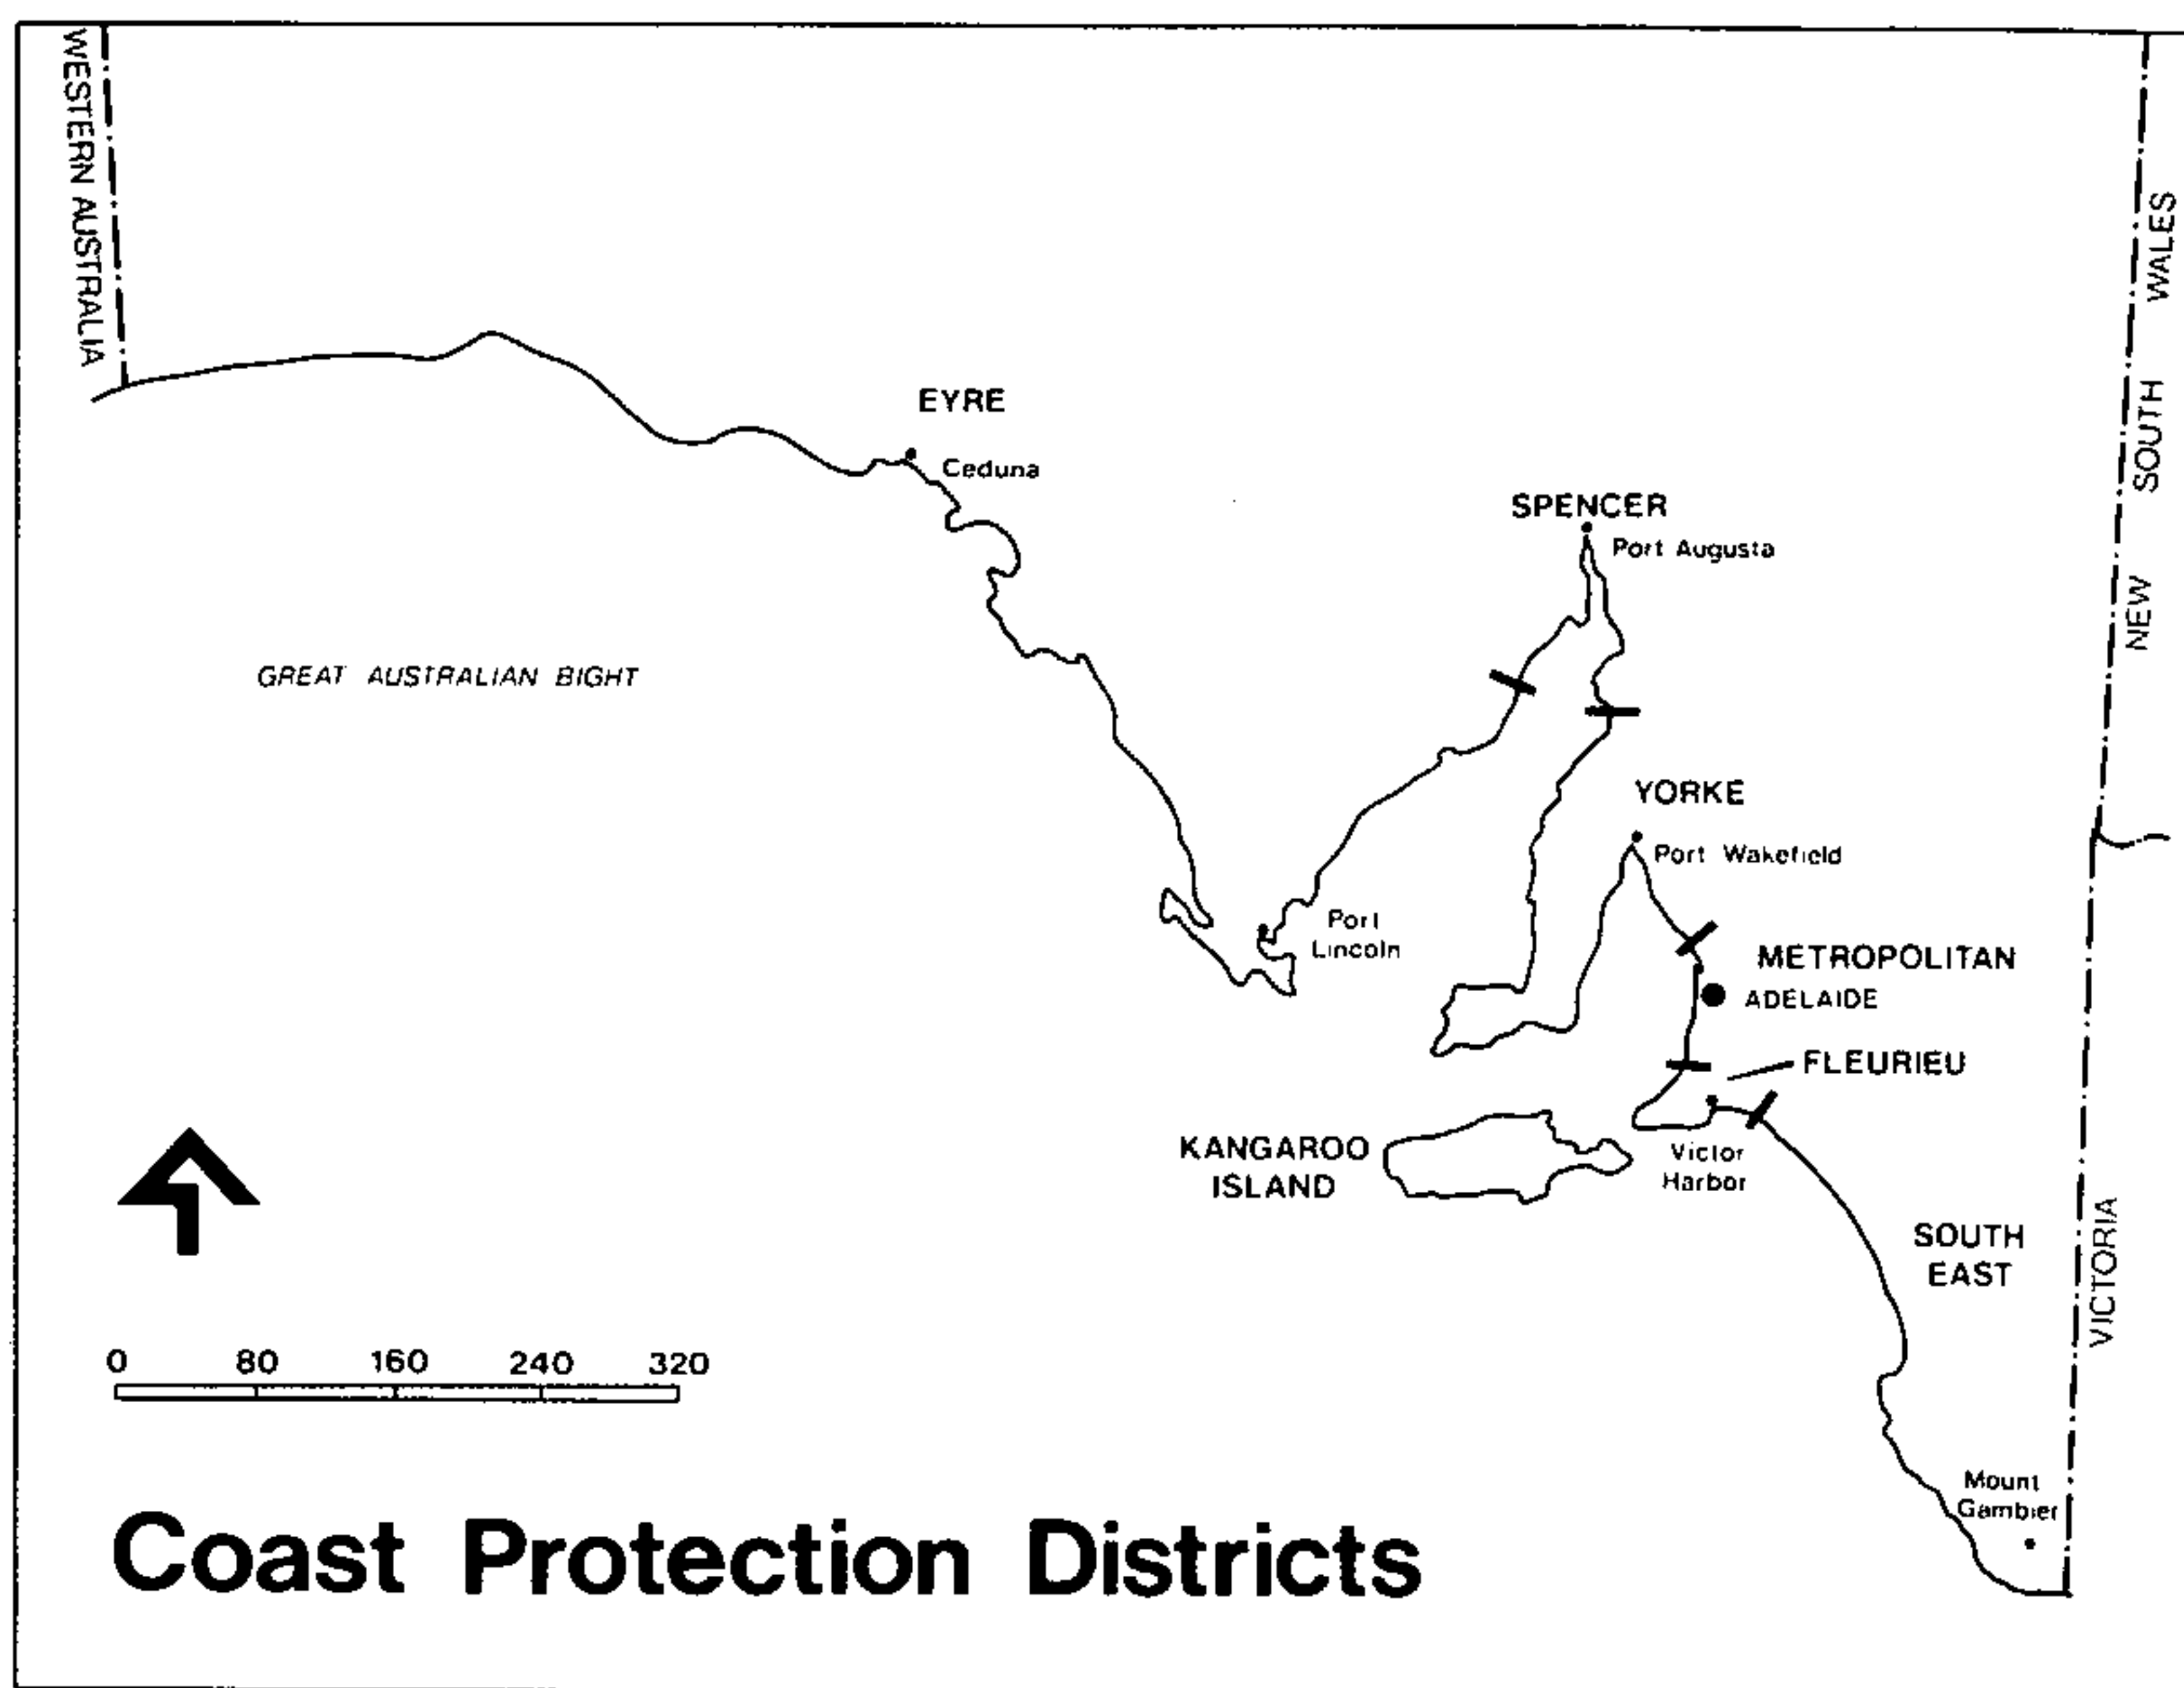 WESTERN AUSTRALIA
NEW SOUTH WALES
EYRE
Ceduna
SPENCER
Port Augusta
GREAT AUSTRALIAN BIGHT
YORKE
Port Wakefield
Port
Lincoln
METROPOLITAN
ADELAIDE
FLEURIEU
KANGAROO
ISLAND
Victor
Harbor
SOUTH
EAST
VICTORIA
0 80 160 240 320
Mount
Gambier
Coast Protection Districts